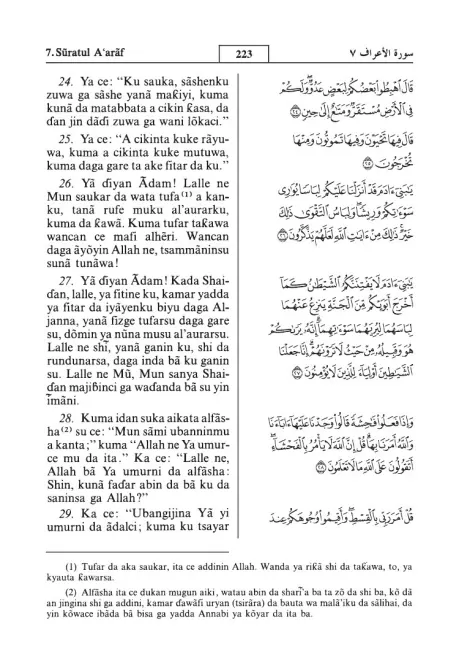 7. Sūratul A'arāf
223
سورة الأعراف ٧
24. Ya ce: "Ku sauka, sāshenku
zuwa ga sāshe yanā maƙiyi, kuma
kunā da matabbata a cikin ƙasa, da
ɗan jin dāɗi zuwa ga wani lōkaci."
25. Ya ce: "A cikinta kuke rāyu-
wa, kuma a cikinta kuke mutuwa,
kuma daga gare ta ake fitar da ku."
26. Yā ɗiyan Ādam! Lalle ne
Mun saukar da wata tufa(1) a kan-
ku, tanā rufe muku al'aurarku,
kuma da ƙawā. Kuma tufar taƙawa
wancan ce mafi alhēri. Wancan
daga āyōyin Allah ne, tsammāninsu
sunā tunāwa!
27. Yā ɗiyan Ādam! Kada Shai-
ɗan, lalle, ya fitine ku, kamar yadda
ya fitar da iyāyenku biyu daga Al-
janna, yanā fizge tufarsu daga gare
su, dōmin ya nūna musu al'aurarsu.
Lalle ne shī, yanā ganin ku, shi da
rundunarsa, daga inda bā ku ganin
su. Lalle ne Mū, Mun sanya Shai-
ɗan majiɓinci ga waɗanda bā su yin
īmāni.
28. Kuma idan suka aikata alfās-
ha(2) su ce: "Mun sāmi ubanninmu
a kanta;" kuma "Allah ne Ya umur-
ce mu da ita." Ka ce: "Lalle ne,
Allah bā Ya umurni da alfāsha:
Shin, kunā faɗar abin da bā ku da
saninsa ga Allah?"
29. Ka ce: "Ubangijina Yā yi
umurni da ādalci; kuma ku tsayar
قَالَ ٱهْبِطُوا۟ بَعْضُكُمْ لِبَعْضٍ عَدُوٌّ وَلَكُمْ
فِى ٱلْأَرْضِ مُسْتَقَرٌّ وَمَتَٰعٌ إِلَىٰ حِينٍ ٢٤
قَالَ فِيهَا تَحْيَوْنَ وَفِيهَا تَمُوتُونَ وَمِنْهَا
تُخْرَجُونَ ٢٥
يَٰبَنِىٓ ءَادَمَ قَدْ أَنزَلْنَا عَلَيْكُمْ لِبَاسًا يُوَٰرِى
سَوْءَٰتِكُمْ وَرِيشًا وَلِبَاسُ ٱلتَّقْوَىٰ ذَٰلِكَ
خَيْرٌ ذَٰلِكَ مِنْ ءَايَٰتِ ٱللَّهِ لَعَلَّهُمْ يَذَّكَّرُونَ ٢٦
يَٰبَنِىٓ ءَادَمَ لَا يَفْتِنَنَّكُمُ ٱلشَّيْطَٰنُ كَمَآ
أَخْرَجَ أَبَوَيْكُم مِّنَ ٱلْجَنَّةِ يَنزِعُ عَنْهُمَا
لِبَاسَهُمَا لِيُرِيَهُمَا سَوْءَٰتِهِمَآ إِنَّهُۥ يَرَىٰكُمْ
هُوَ وَقَبِيلُهُۥ مِنْ حَيْثُ لَا تَرَوْنَهُمْ إِنَّا جَعَلْنَا
ٱلشَّيَٰطِينَ أَوْلِيَآءَ لِلَّذِينَ لَا يُؤْمِنُونَ ٢٧
وَإِذَا فَعَلُوا۟ فَٰحِشَةً قَالُوا۟ وَجَدْنَا عَلَيْهَآ ءَابَآءَنَا
وَٱللَّهُ أَمَرَنَا بِهَا قُلْ إِنَّ ٱللَّهَ لَا يَأْمُرُ بِٱلْفَحْشَآءِ
أَتَقُولُونَ عَلَى ٱللَّهِ مَا لَا تَعْلَمُونَ ٢٨
قُلْ أَمَرَ رَبِّى بِٱلْقِسْطِ وَأَقِيمُوا۟ وُجُوهَكُمْ عِندَ
(1) Tufar da aka saukar, ita ce addinin Allah. Wanda ya riƙā shi da taƙawa, to, ya
kyauta ƙawarsa.
(2) Alfāsha ita ce dukan mugun aiki, watau abin da sharī'a ba ta zō da shi ba, kō dā
an jingina shi ga addini, kamar ɗawāfi uryan (tsirāra) da bauta wa malā'iku da sālihai, da
yin kōwace ibāda bā bisa ga yadda Annabi ya kōyar da ita ba.